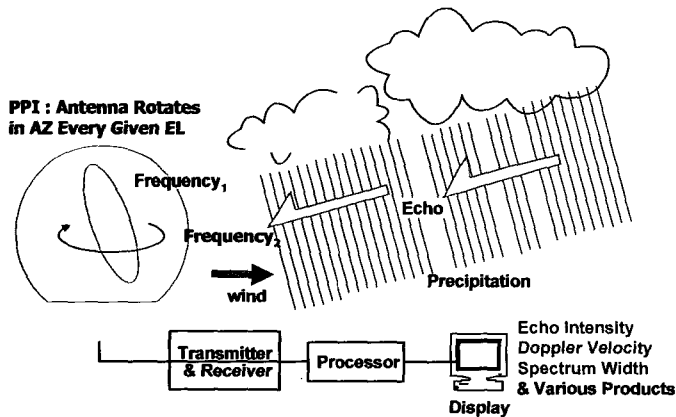 PPI : Antenna Rotates
in AZ Every Given EL
Frequency1
Frequency2
Echo
wind
Precipitation
Transmitter
& Receiver
Processor
Display
Echo Intensity
Doppler Velocity
Spectrum Width
& Various Products